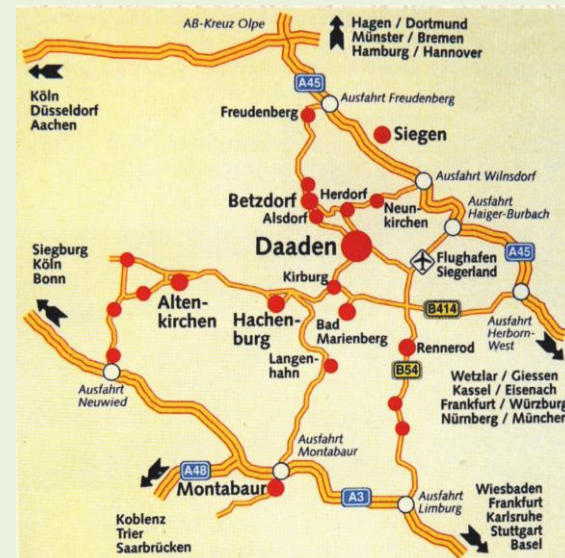 AB-Kreuz Olpe
Hagen / Dortmund
Münster / Bremen
Hamburg / Hannover
Köln
Düsseldorf
Aachen
A45
Ausfahrt Freudenberg
Freudenberg
Siegen
Ausfahrt Wilnsdorf
Betzdorf
Herdorf
Neun-
kirchen
Ausfahrt
Haiger-Burbach
Alsdorf
Daaden
Flughafen
Siegerland
A45
Siegburg
Köln
Bonn
Kirburg
Alten-
kirchen
Hachen-
burg
Bad
Marienberg
B414
Ausfahrt
Herborn-
West
Langen-
hahn
Rennerod
B54
Ausfahrt
Neuwied
Wetzlar / Giessen
Kassel / Eisenach
Frankfurt / Würzburg
Nürnberg / München
Ausfahrt
Montabaur
A48
Montabaur
A3
Ausfahrt
Limburg
Koblenz
Trier
Saarbrücken
Wiesbaden
Frankfurt
Karlsruhe
Stuttgart
Basel